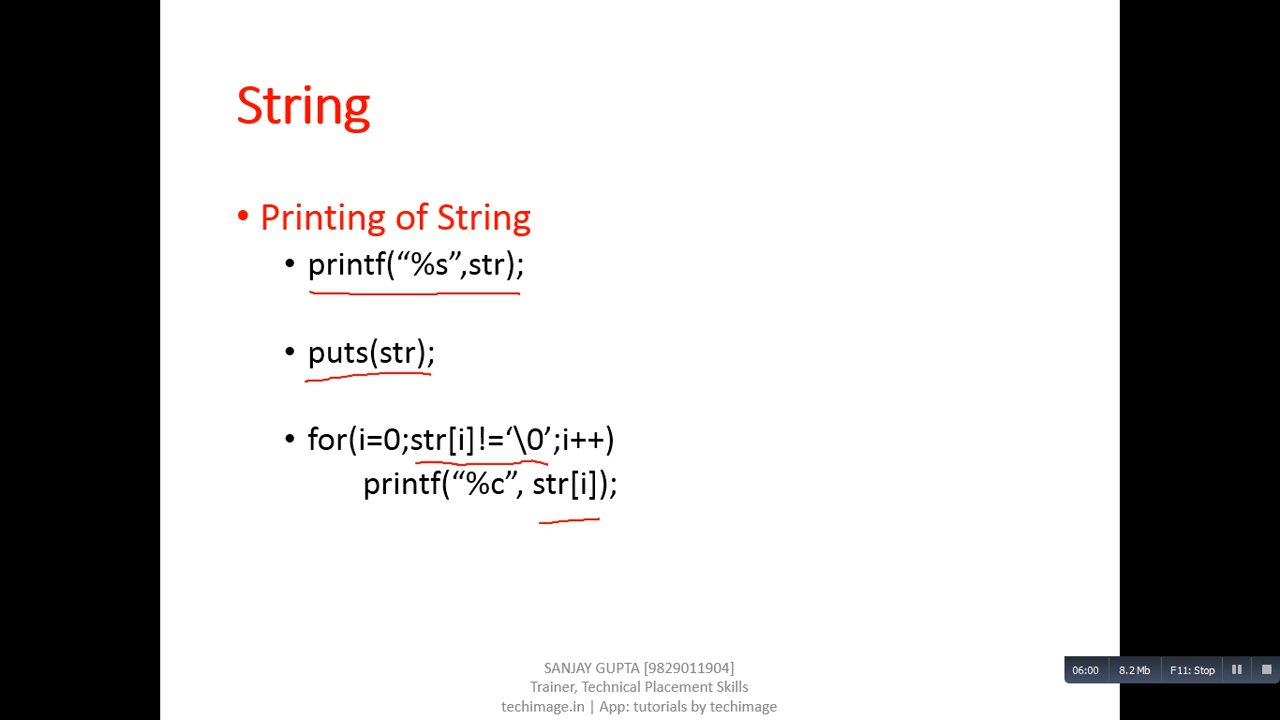 String
• Printing of String
• printf(“%s”,str);
• puts(str);
• for(i=0;str[i]!=‘\0’;i++)
printf(“%c”, str[i]);
SANJAY GUPTA [9829011904]
Trainer, Technical Placement Skills
techimage.in | App: tutorials by techimage
06:00 8.2 Mb F11: Stop